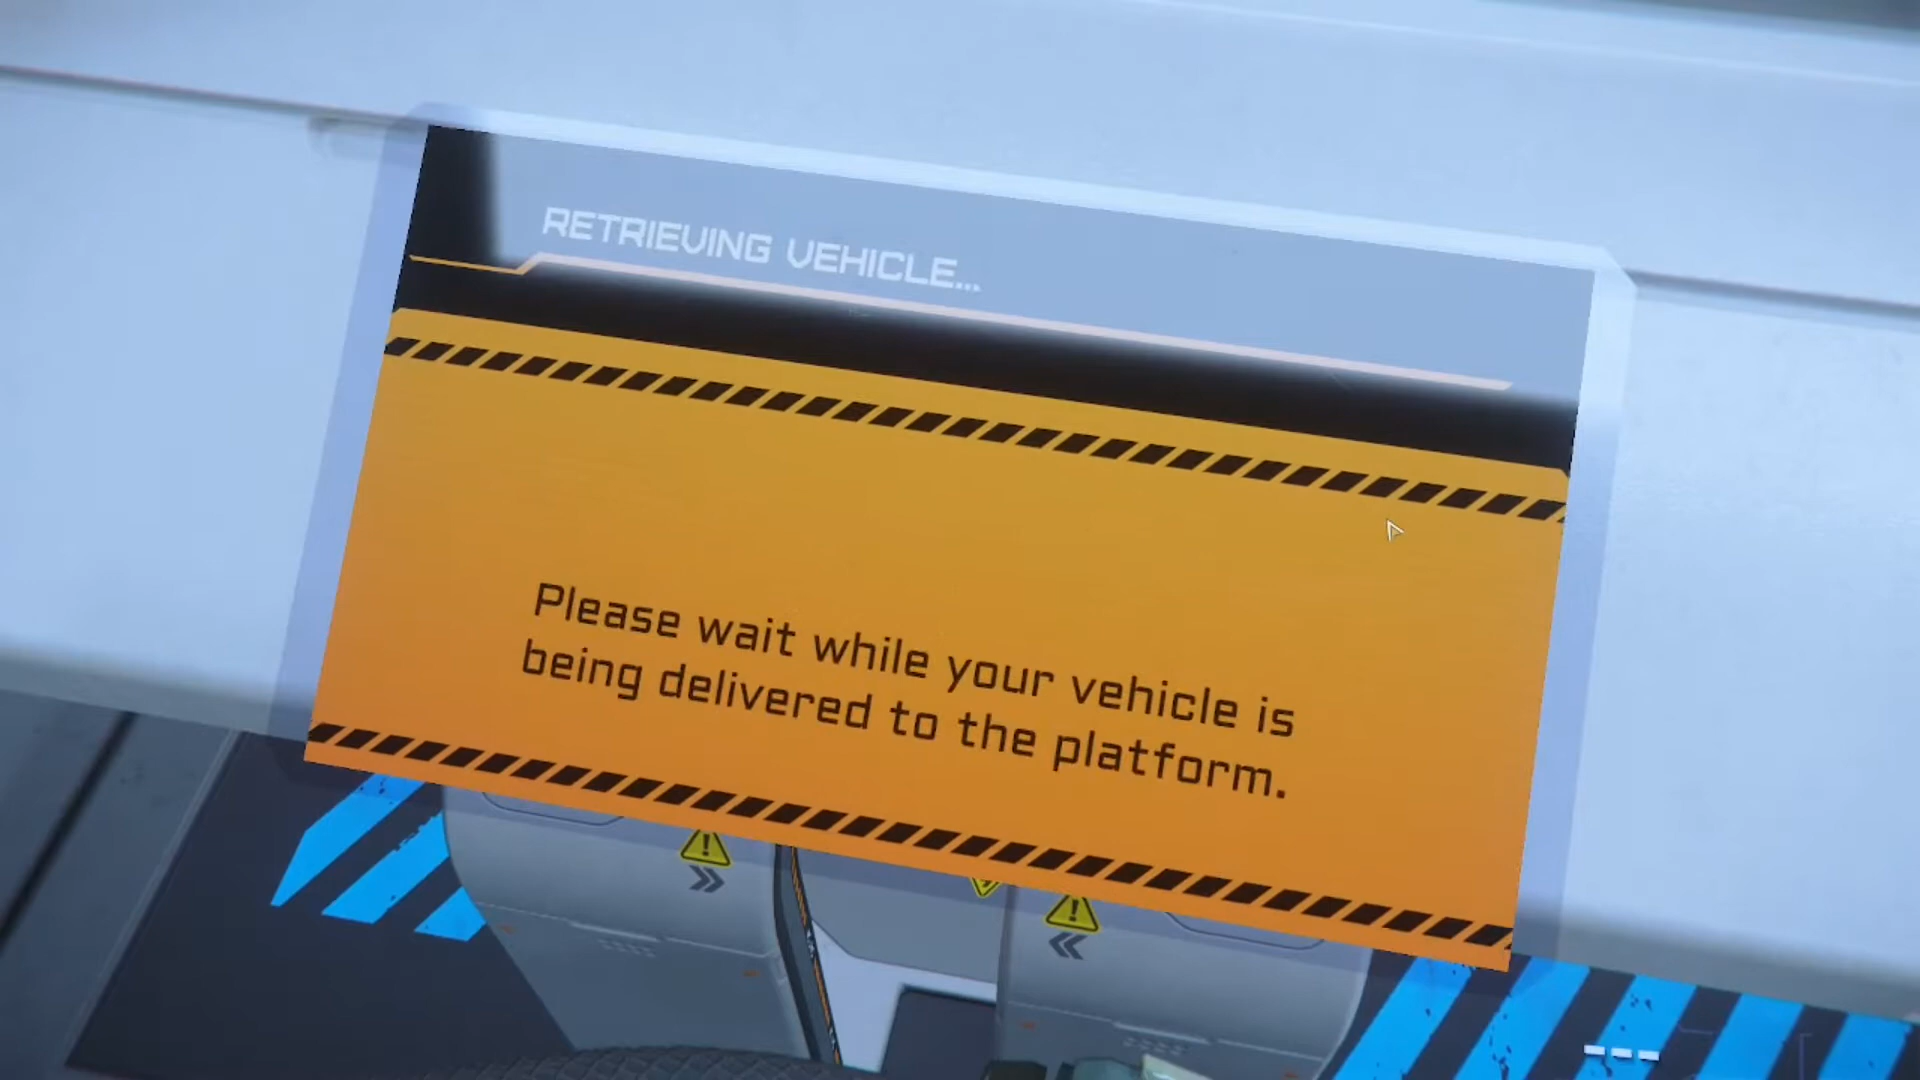 RETRIEVING VEHICLE...
Please wait while your vehicle is
being delivered to the platform.